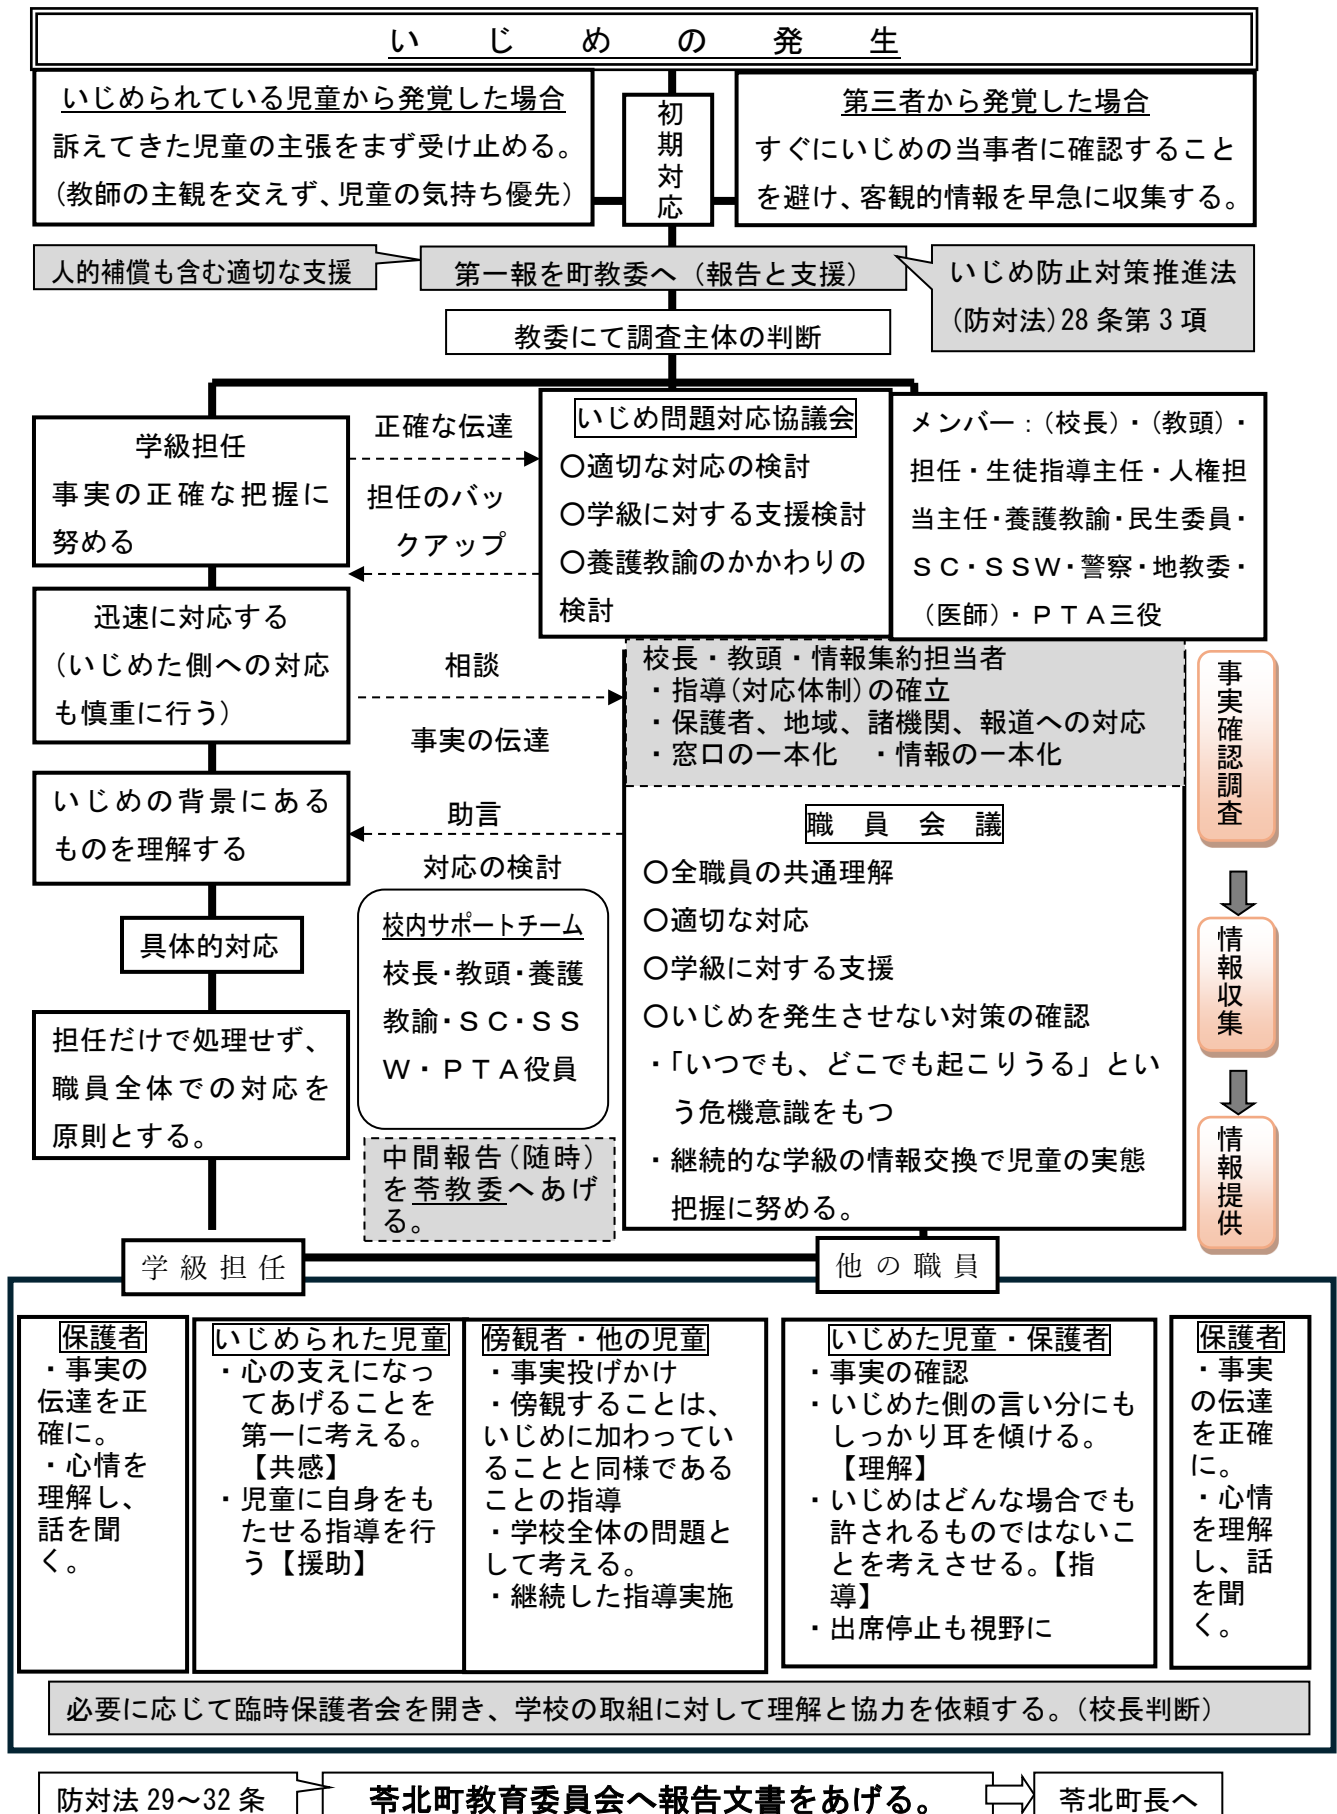 いじめの発生
いじめられている児童から発覚した場合
訴えてきた児童の主張をまず受け止める。
(教師の主観を交えず、児童の気持ち優先)
初期対応
第三者から発覚した場合
すぐにいじめの当事者に確認すること
を避け、客観的情報を早急に収集する。
人的補償も含む適切な支援
第一報を町教委へ（報告と支援）
いじめ防止対策推進法
(防対法)28 条第 3 項
教委にて調査主体の判断
学級担任
事実の正確な把握に
努める
正確な伝達
担任のバッ
クアップ
いじめ問題対応協議会
〇適切な対応の検討
〇学級に対する支援検討
〇養護教諭のかかわりの
検討
メンバー：(校長)・(教頭)・
担任・生徒指導主任・人権担
当主任・養護教諭・民生委員・
ＳＣ・ＳＳＷ・警察・地教委・
(医師)・ＰＴＡ三役
迅速に対応する
(いじめた側への対応
も慎重に行う)
相談
事実の伝達
校長・教頭・情報集約担当者
・指導(対応体制)の確立
・保護者、地域、諸機関、報道への対応
・窓口の一本化　・情報の一本化
事実確認調査
いじめの背景にある
ものを理解する
助言
対応の検討
職員会議
〇全職員の共通理解
〇適切な対応
〇学級に対する支援
〇いじめを発生させない対策の確認
・「いつでも、どこでも起こりうる」とい
う危機意識をもつ
・継続的な学級の情報交換で児童の実態
把握に努める。
情報収集
情報提供
具体的対応
校内サポートチーム
校長・教頭・養護
教諭・ＳＣ・ＳＳ
Ｗ・ＰＴＡ役員
担任だけで処理せず、
職員全体での対応を
原則とする。
中間報告(随時)
を苓教委へあげ
る。
学級担任
他の職員
保護者
・事実の
伝達を正
確に。
・心情を
理解し、
話を聞
く。
いじめられた児童
・心の支えになっ
てあげることを
第一に考える。
【共感】
・児童に自身をも
たせる指導を行
う【援助】
傍観者・他の児童
・事実投げかけ
・傍観することは、
いじめに加わってい
ることと同様である
ことの指導
・学校全体の問題と
して考える。
・継続した指導実施
いじめた児童・保護者
・事実の確認
・いじめた側の言い分にも
しっかり耳を傾ける。
【理解】
・いじめはどんな場合でも
許されるものではないこ
とを考えさせる。【指
導】
・出席停止も視野に
保護者
・事実
の伝達
を正確
に。
・心情
を理解
し、話
を聞
く。
必要に応じて臨時保護者会を開き、学校の取組に対して理解と協力を依頼する。(校長判断)
防対法 29～32 条
苓北町教育委員会へ報告文書をあげる。
苓北町長へ